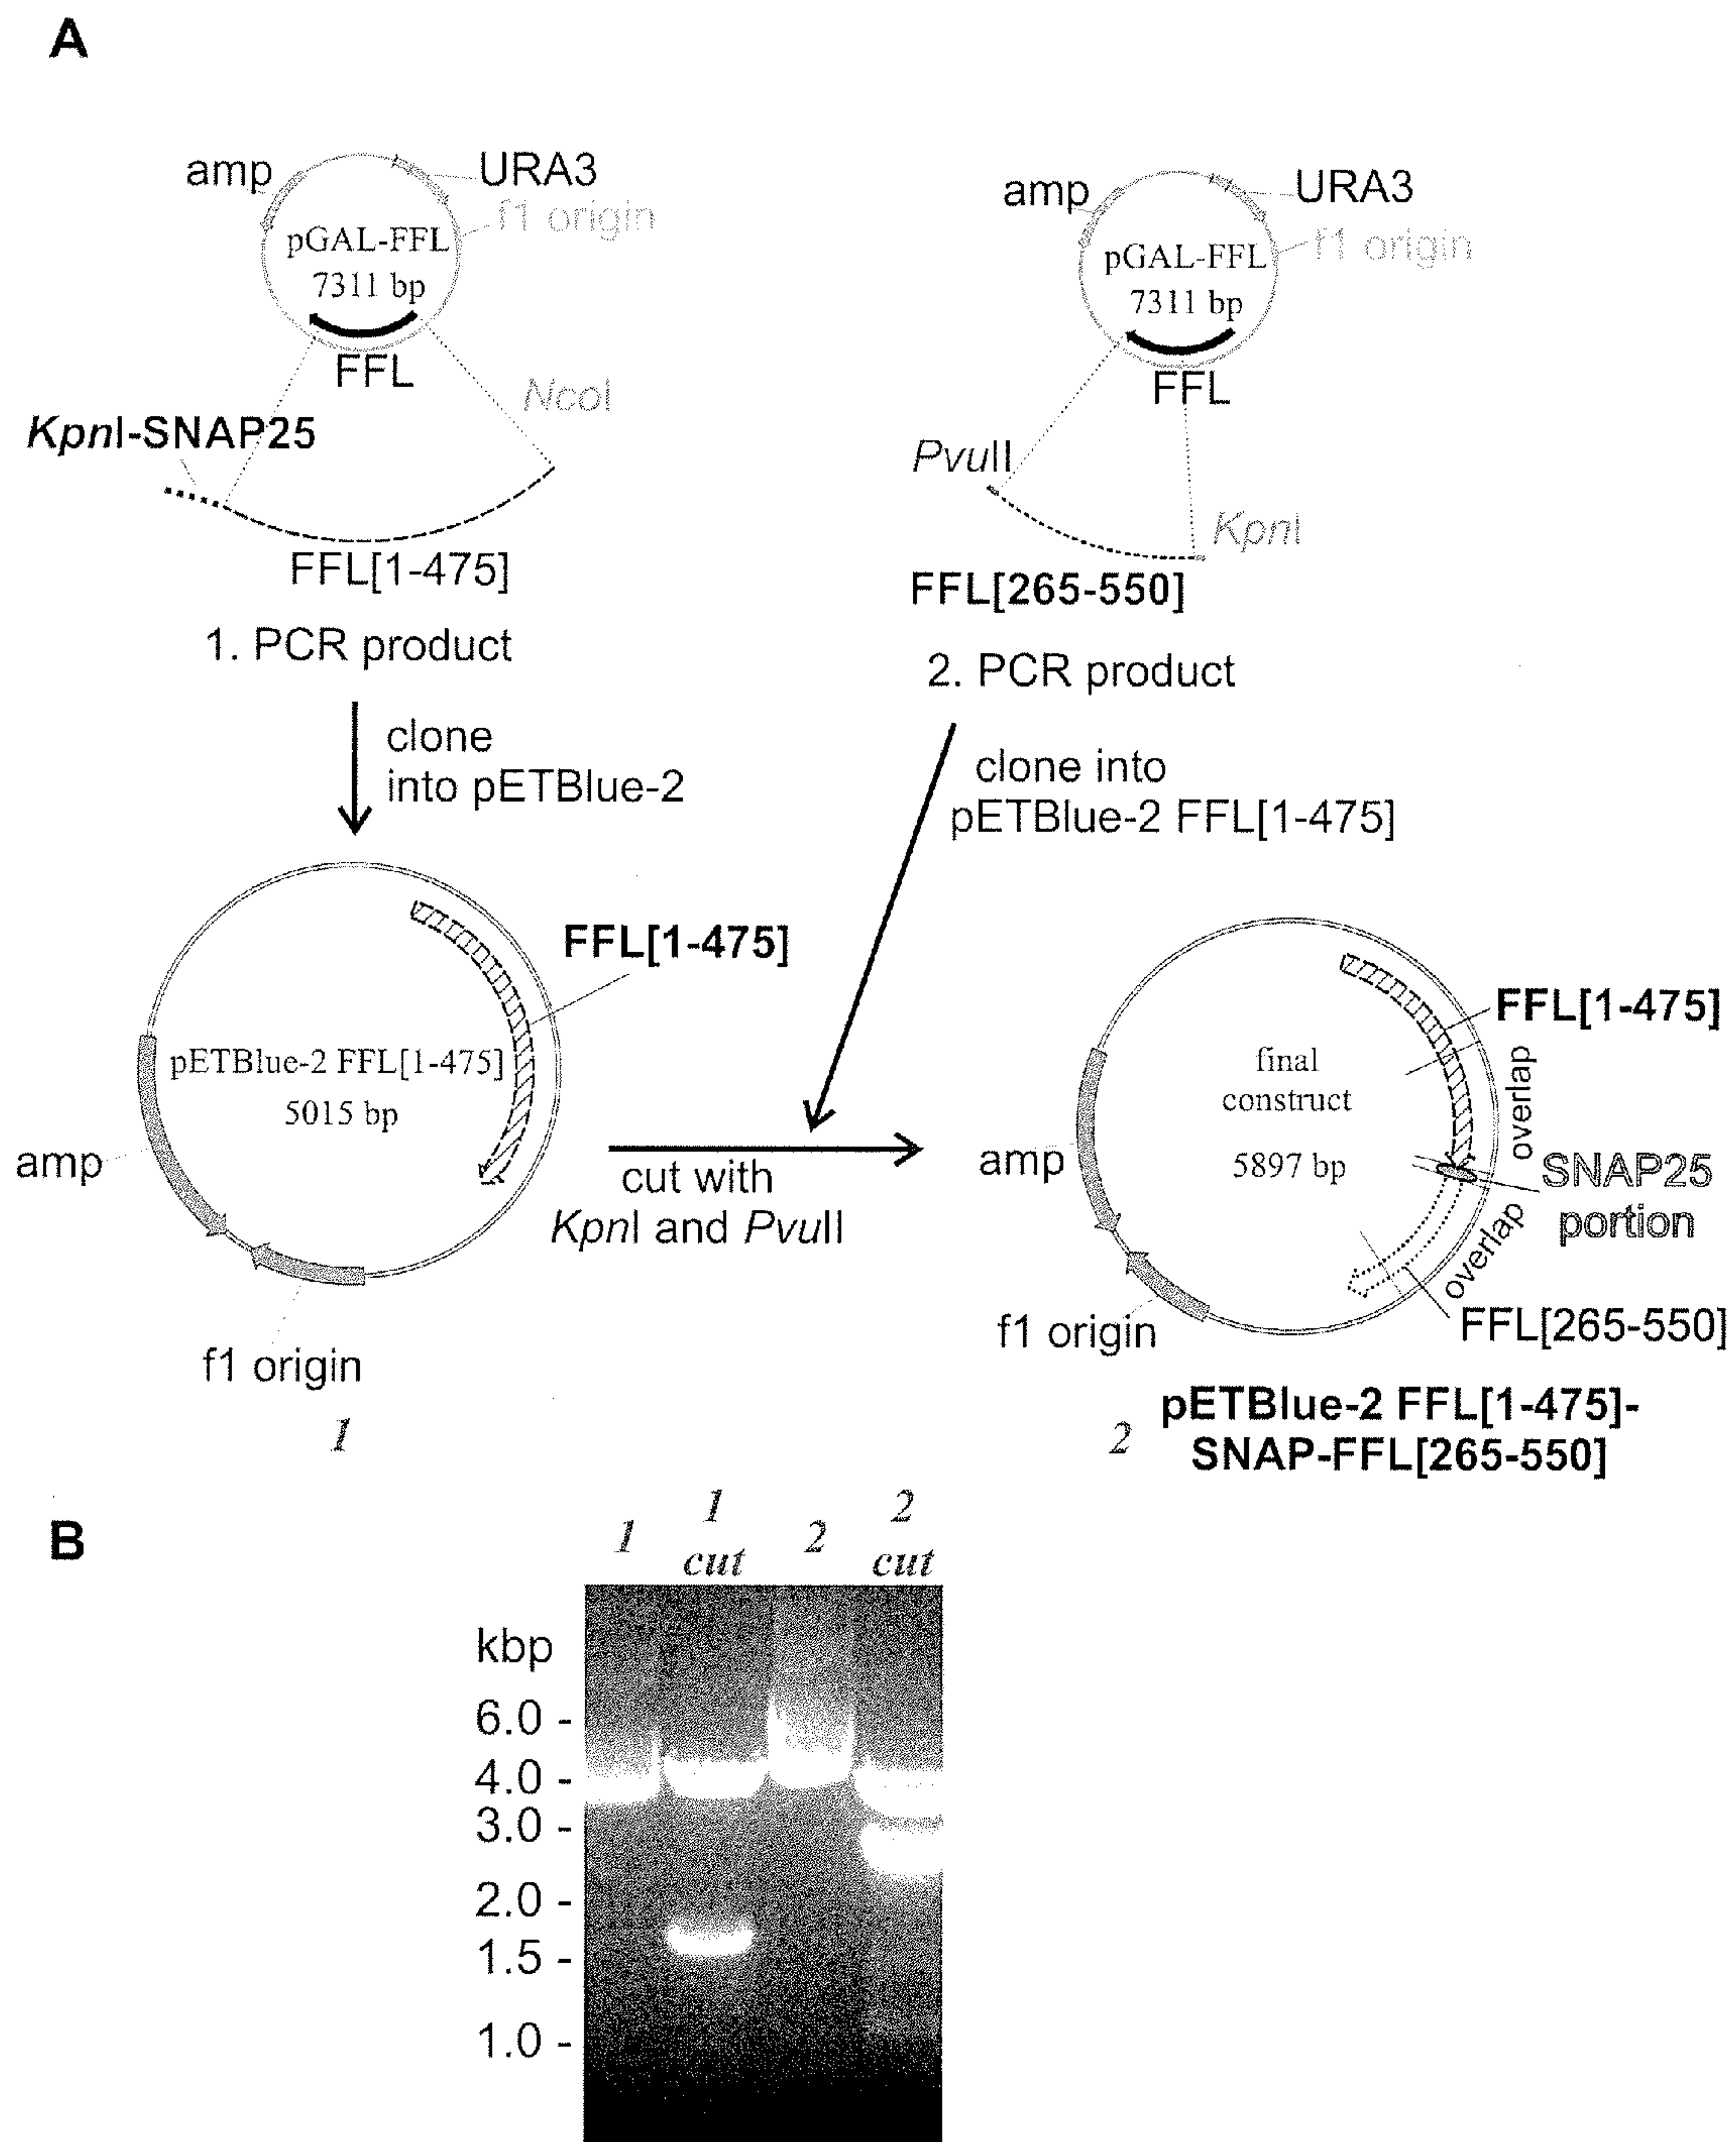 A
amp
URA3
f1 origin
pGAL-FFL
7311 bp
FFL
NcoI
KpnI-SNAP25
FFL[1-475]
1. PCR product
clone
into pETBlue-2
amp
URA3
f1 origin
pGAL-FFL
7311 bp
FFL
PvuII
KpnI
FFL[265-550]
2. PCR product
clone into
pETBlue-2 FFL[1-475]
FFL[1-475]
pETBlue-2 FFL[1-475]
5015 bp
amp
f1 origin
1
cut with
KpnI and PvuII
FFL[1-475]
overlap
final
construct
5897 bp
amp
SNAP25
portion
overlap
f1 origin
FFL[265-550]
2
pETBlue-2 FFL[1-475]-
SNAP-FFL[265-550]
B
1
1
cut
2
2
cut
kbp
6.0 -
4.0 -
3.0 -
2.0 -
1.5 -
1.0 -